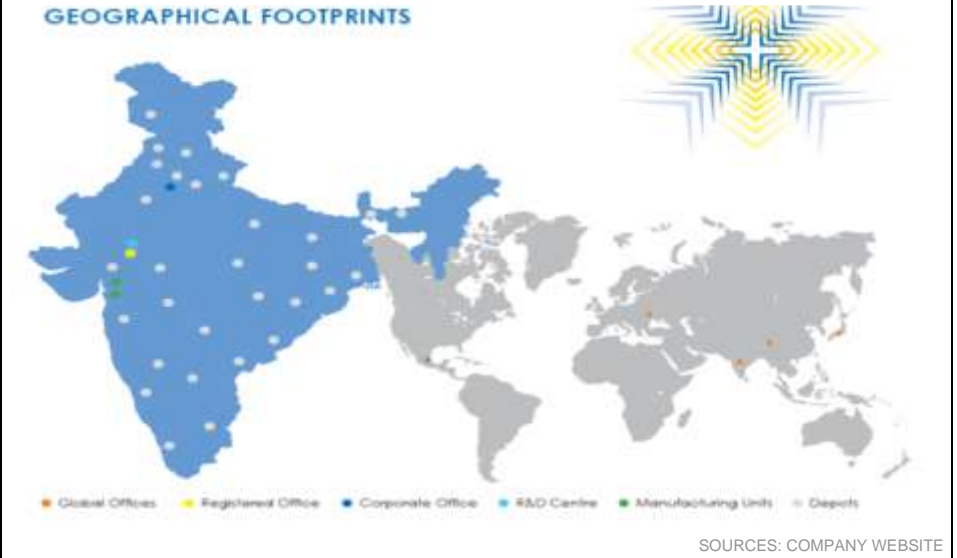 GEOGRAPHICAL FOOTPRINTS
Global Offices Registered Office Corporate Office R&D Centre Manufacturing Units Depots
SOURCES: COMPANY WEBSITE